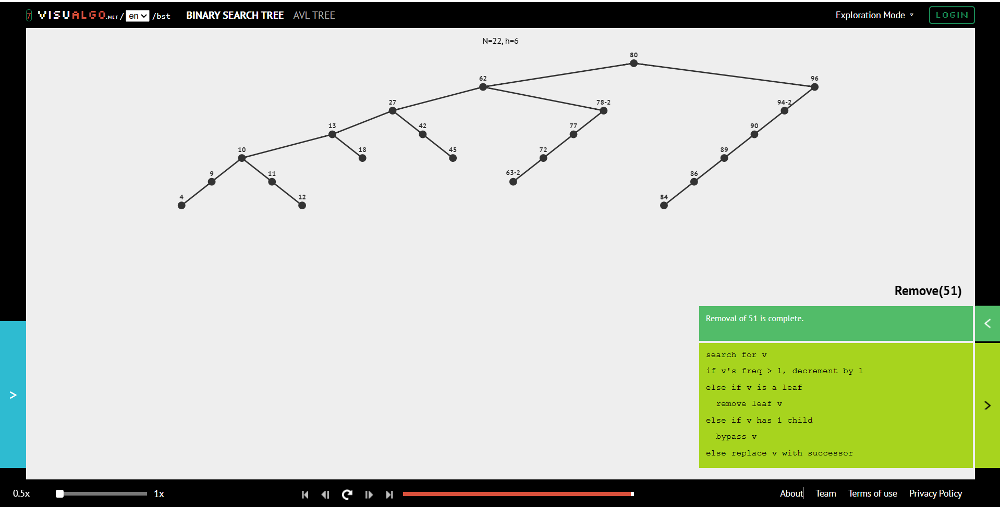 7 VISUALGO.NET / en /bst BINARY SEARCH TREE AVL TREE Exploration Mode ▼ LOGIN
N=22, h=6
80
62 96
27 78-2 94-2
13 42 77 90
10 18 45 72 89
9 11 63-2 86
4 12 84
Remove(51)
Removal of 51 is complete.
<
search for v
if v's freq > 1, decrement by 1
else if v is a leaf
remove leaf v
else if v has 1 child
bypass v
else replace v with successor
>
>
0.5x 1x About Team Terms of use Privacy Policy